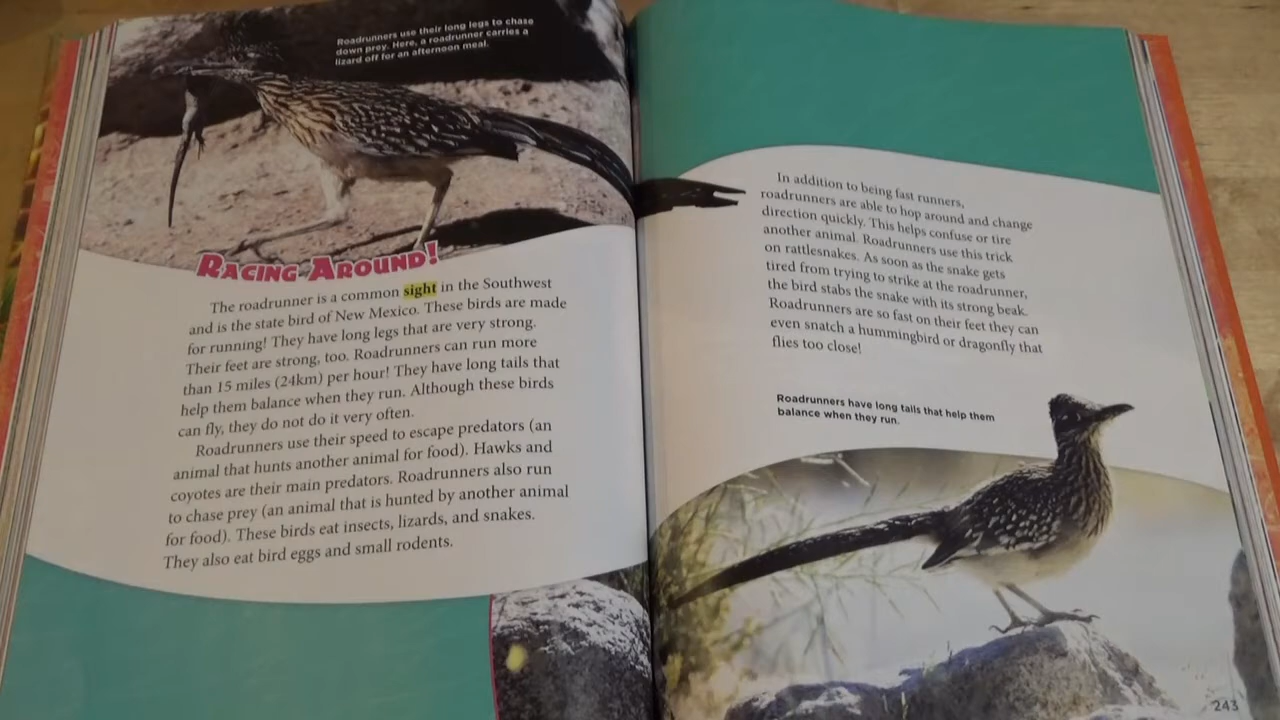 Roadrunners use their long legs to chase
down prey. Here, a roadrunner carries a
lizard off for an afternoon meal.
RACING AROUND!
The roadrunner is a common sight in the Southwest
and is the state bird of New Mexico. These birds are made
for running! They have long legs that are very strong.
Their feet are strong, too. Roadrunners can run more
than 15 miles (24km) per hour! They have long tails that
help them balance when they run. Although these birds
can fly, they do not do it very often.
Roadrunners use their speed to escape predators (an
animal that hunts another animal for food). Hawks and
coyotes are their main predators. Roadrunners also run
to chase prey (an animal that is hunted by another animal
for food). These birds eat insects, lizards, and snakes.
They also eat bird eggs and small rodents.
In addition to being fast runners,
roadrunners are able to hop around and change
direction quickly. This helps confuse or tire
another animal. Roadrunners use this trick
on rattlesnakes. As soon as the snake gets
tired from trying to strike at the roadrunner,
the bird stabs the snake with its strong beak.
Roadrunners are so fast on their feet they can
even snatch a hummingbird or dragonfly that
flies too close!
Roadrunners have long tails that help them
balance when they run.
243